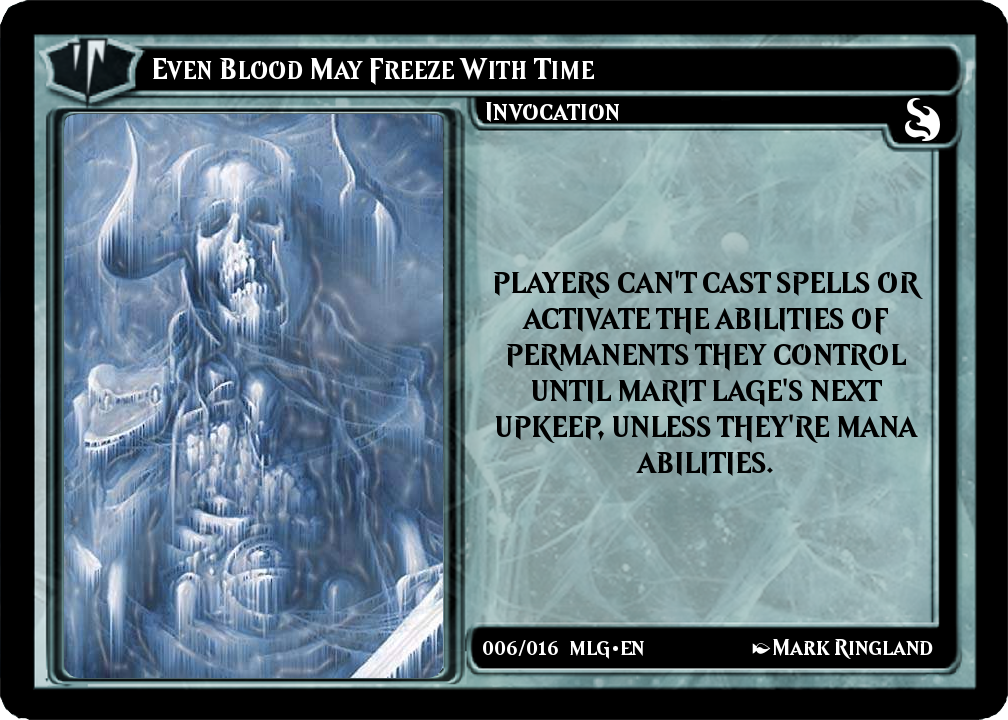 Even Blood May Freeze With Time
Invocation
PLAYERS CAN'T CAST SPELLS OR
ACTIVATE THE ABILITIES OF
PERMANENTS THEY CONTROL
UNTIL MARIT LAGE'S NEXT
UPKEEP, UNLESS THEY'RE MANA
ABILITIES.
006/016 MLG•EN
Mark Ringland